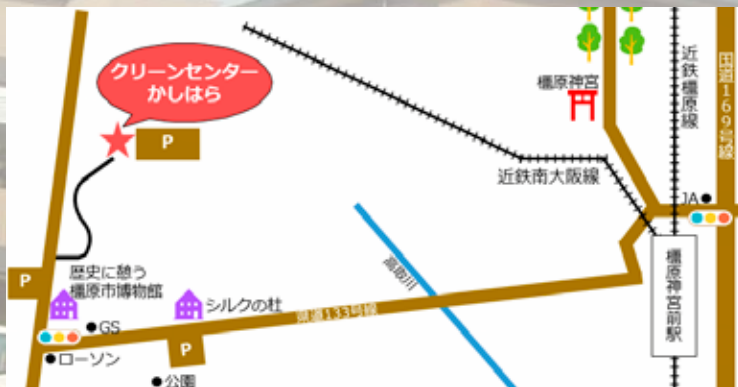 クリーンセンター
かしはら
P
橿原神宮
近鉄橿原線
国道169号線
近鉄南大阪線
JA
橿原神宮前駅
高取川
県道133号線
P
歴史に憩う
橿原市博物館
シルクの杜
GS
P
ローソン
公園